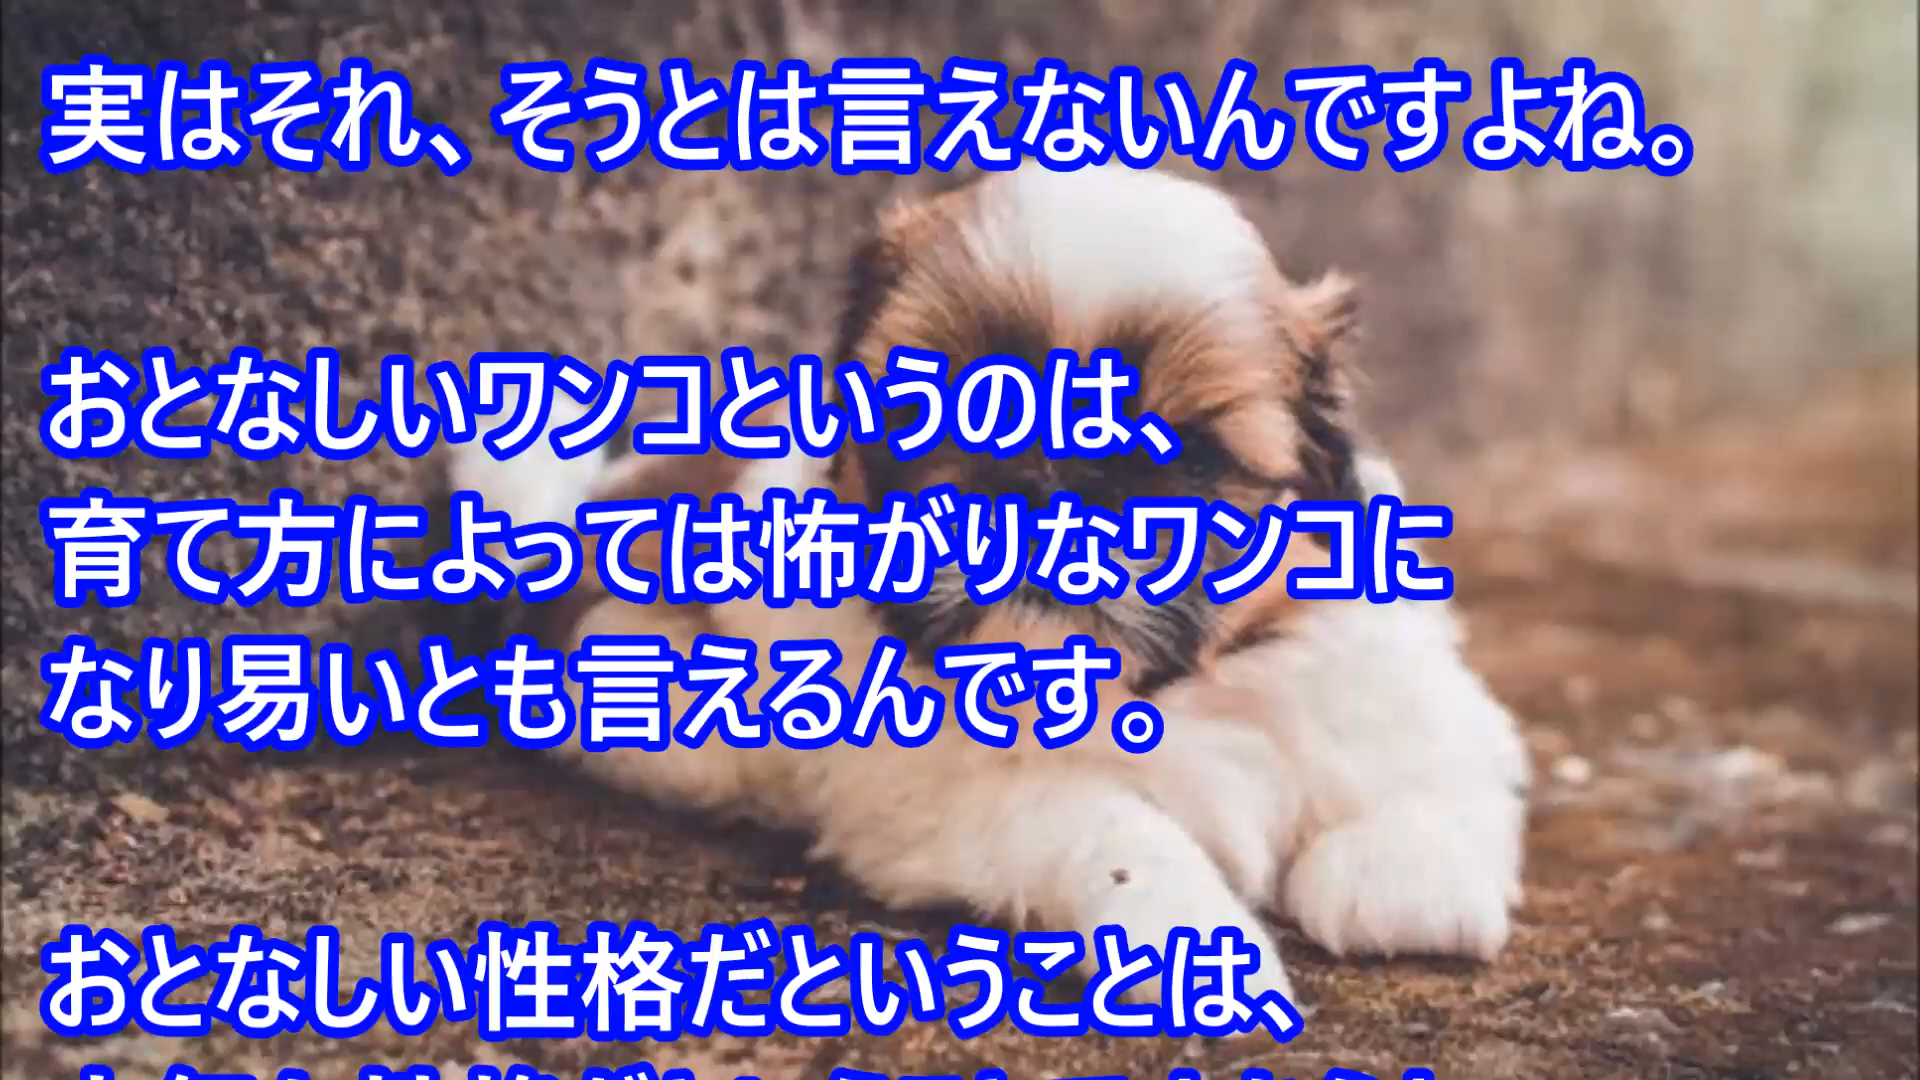 実はそれ、そうとは言えないんですよね。
おとなしいワンコというのは、
育て方によっては怖がりなワンコに
なり易いとも言えるんです。
おとなしい性格だということは、